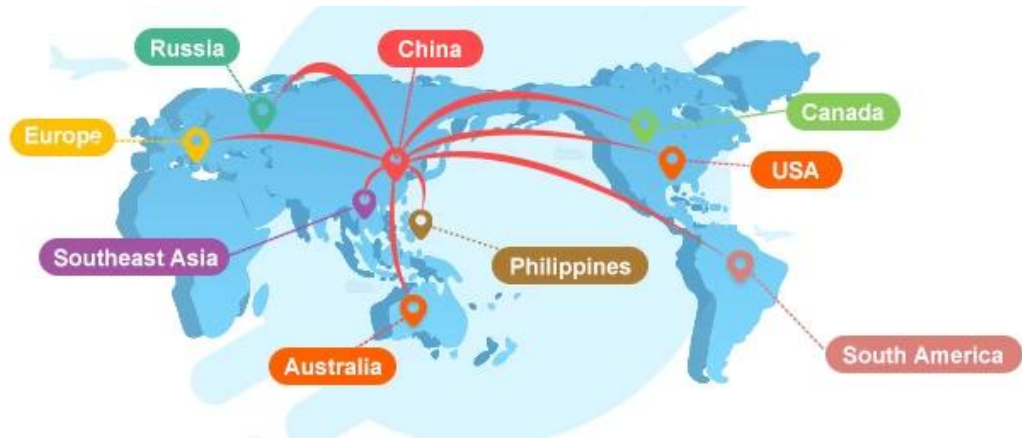 Russia
China
Europe
Canada
USA
Southeast Asia
Philippines
Australia
South America